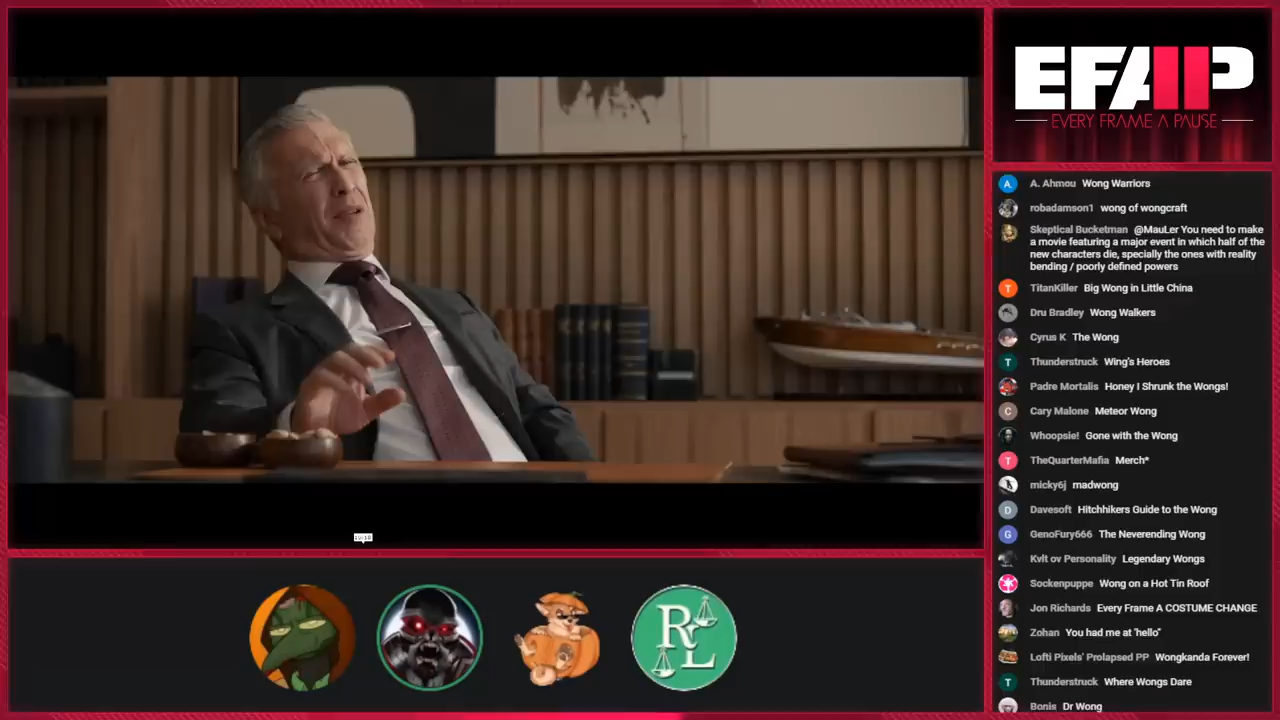 EFAP
EVERY FRAME A PAUSE
A. Ahmou Wong Warriors
robadamson1 wong of wongcraft
Skeptical Bucketman @MauLer You need to make
a movie featuring a major event in which half of the
new characters die, specially the ones with reality
bending / poorly defined powers
TitanKiller Big Wong in Little China
Dru Bradley Wong Walkers
Cyrus K The Wong
Thunderstruck Wing's Heroes
Padre Mortalis Honey I Shrunk the Wongs!
Cary Malone Meteor Wong
Whoopsie! Gone with the Wong
TheQuarterMafia Merch*
micky6j madwong
Davesoft Hitchhikers Guide to the Wong
GenoFury666 The Neverending Wong
Kvlt ov Personality Legendary Wongs
Sockenpuppe Wong on a Hot Tin Roof
Jon Richards Every Frame A COSTUME CHANGE
Zohan You had me at "hello"
Lofti Pixels' Prolapsed PP Wongkanda Forever!
Thunderstruck Where Wongs Dare
Bonis Dr Wong
RL